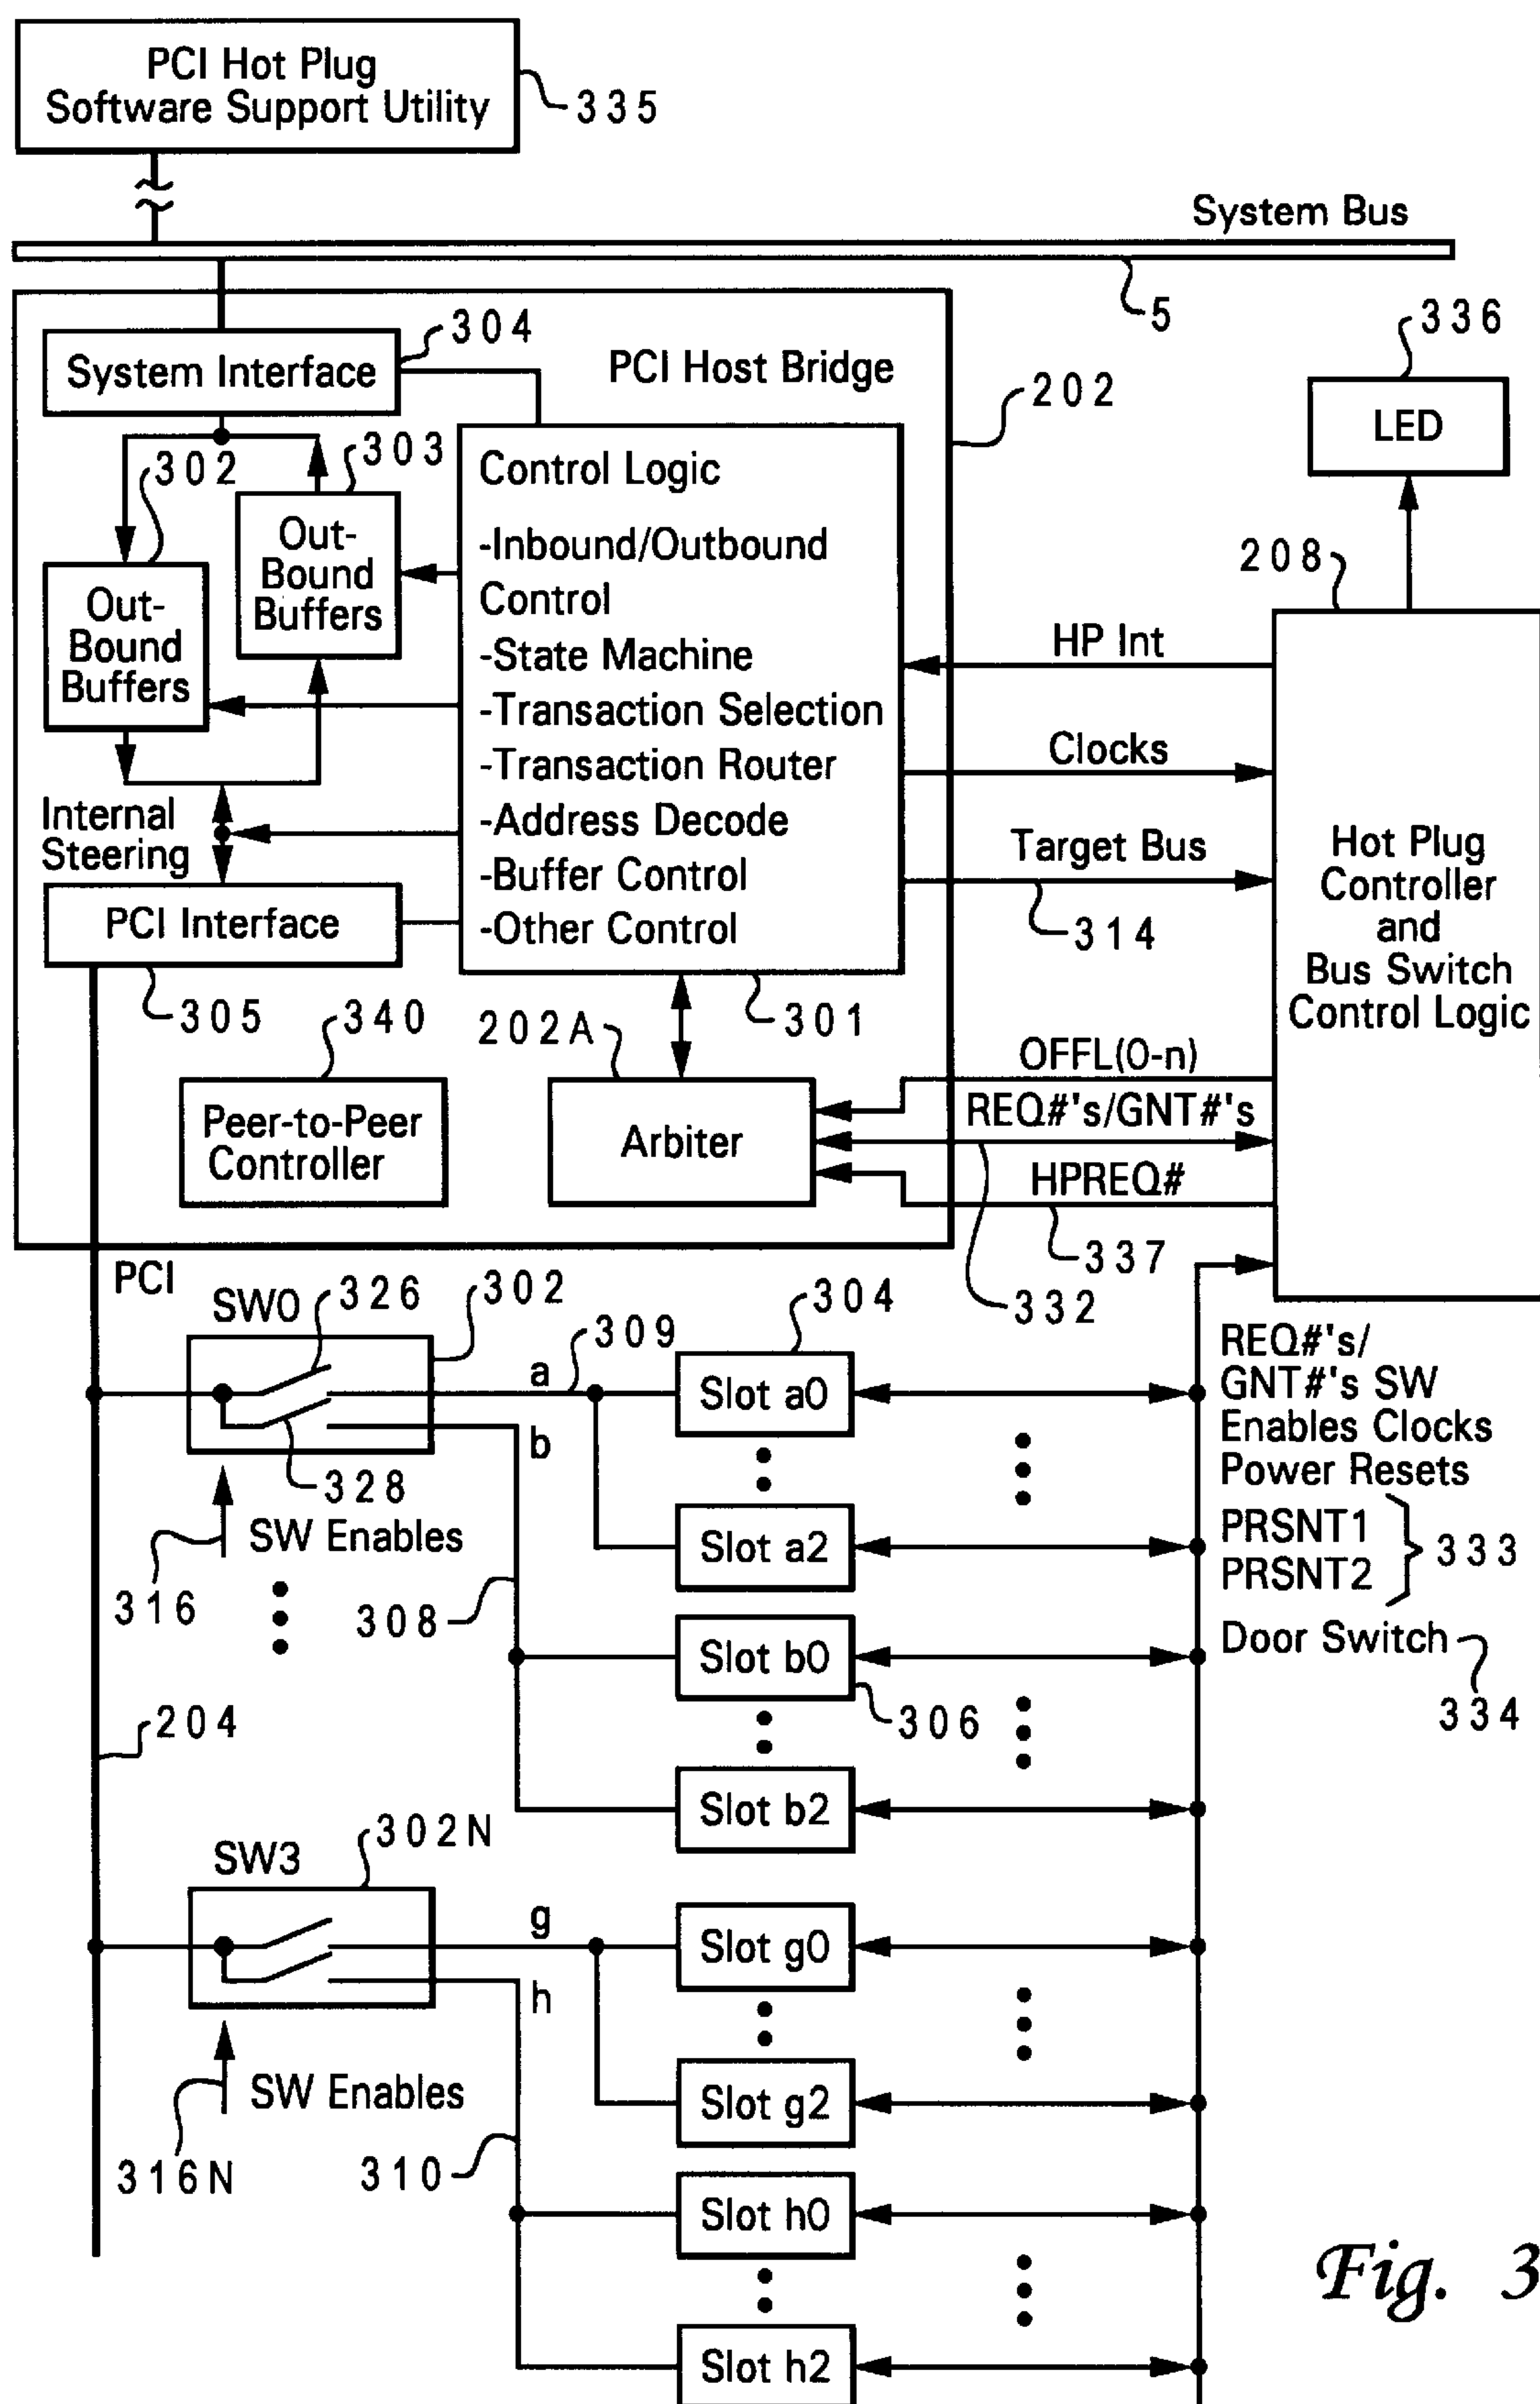 PCI Hot Plug
Software Support Utility
335
System Bus
5
304
System Interface
PCI Host Bridge
202
336
LED
302
303
Out-
Bound
Buffers
Out-
Bound
Buffers
Control Logic
-Inbound/Outbound
Control
-State Machine
-Transaction Selection
-Transaction Router
-Address Decode
-Buffer Control
-Other Control
208
HP Int
Clocks
Target Bus
314
Hot Plug
Controller
and
Bus Switch
Control Logic
Internal
Steering
PCI Interface
305
340
202A
301
Peer-to-Peer
Controller
Arbiter
OFFL(0-n)
REQ#'s/GNT#'s
HPREQ#
337
332
PCI
SW0
326
302
309
304
a
b
328
Slot a0
316
SW Enables
Slot a2
308
Slot b0
306
Slot b2
REQ#'s/
GNT#'s SW
Enables Clocks
Power Resets
PRSNT1
PRSNT2
333
Door Switch
334
204
SW3
302N
g
h
Slot g0
316N
SW Enables
Slot g2
310
Slot h0
Slot h2
Fig. 3